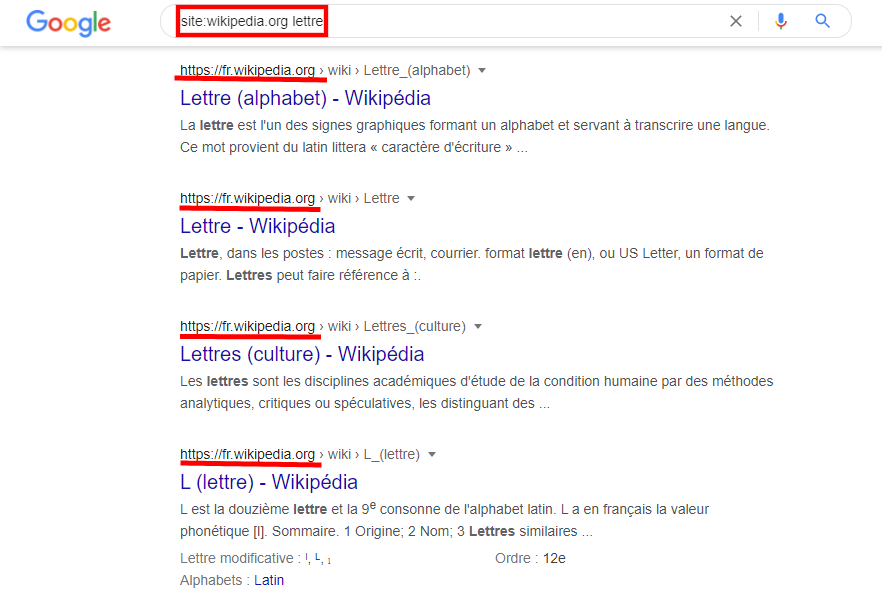 Google
site:wikipedia.org lettre
https://fr.wikipedia.org › wiki › Lettre_(alphabet)
Lettre (alphabet) - Wikipédia
La lettre est l'un des signes graphiques formant un alphabet et servant à transcrire une langue.
Ce mot provient du latin littera « caractère d'écriture » ...
https://fr.wikipedia.org › wiki › Lettre
Lettre - Wikipédia
Lettre, dans les postes : message écrit, courrier. format lettre (en), ou US Letter, un format de
papier. Lettres peut faire référence à :.
https://fr.wikipedia.org › wiki › Lettres_(culture)
Lettres (culture) - Wikipédia
Les lettres sont les disciplines académiques d'étude de la condition humaine par des méthodes
analytiques, critiques ou spéculatives, les distinguant des ...
https://fr.wikipedia.org › wiki › L_(lettre)
L (lettre) - Wikipédia
L est la douzième lettre et la 9e consonne de l'alphabet latin. L a en français la valeur
phonétique [l]. Sommaire. 1 Origine; 2 Nom; 3 Lettres similaires ...
Lettre modificative : ˡ, ᴸ, ₗ Ordre : 12e
Alphabets : Latin